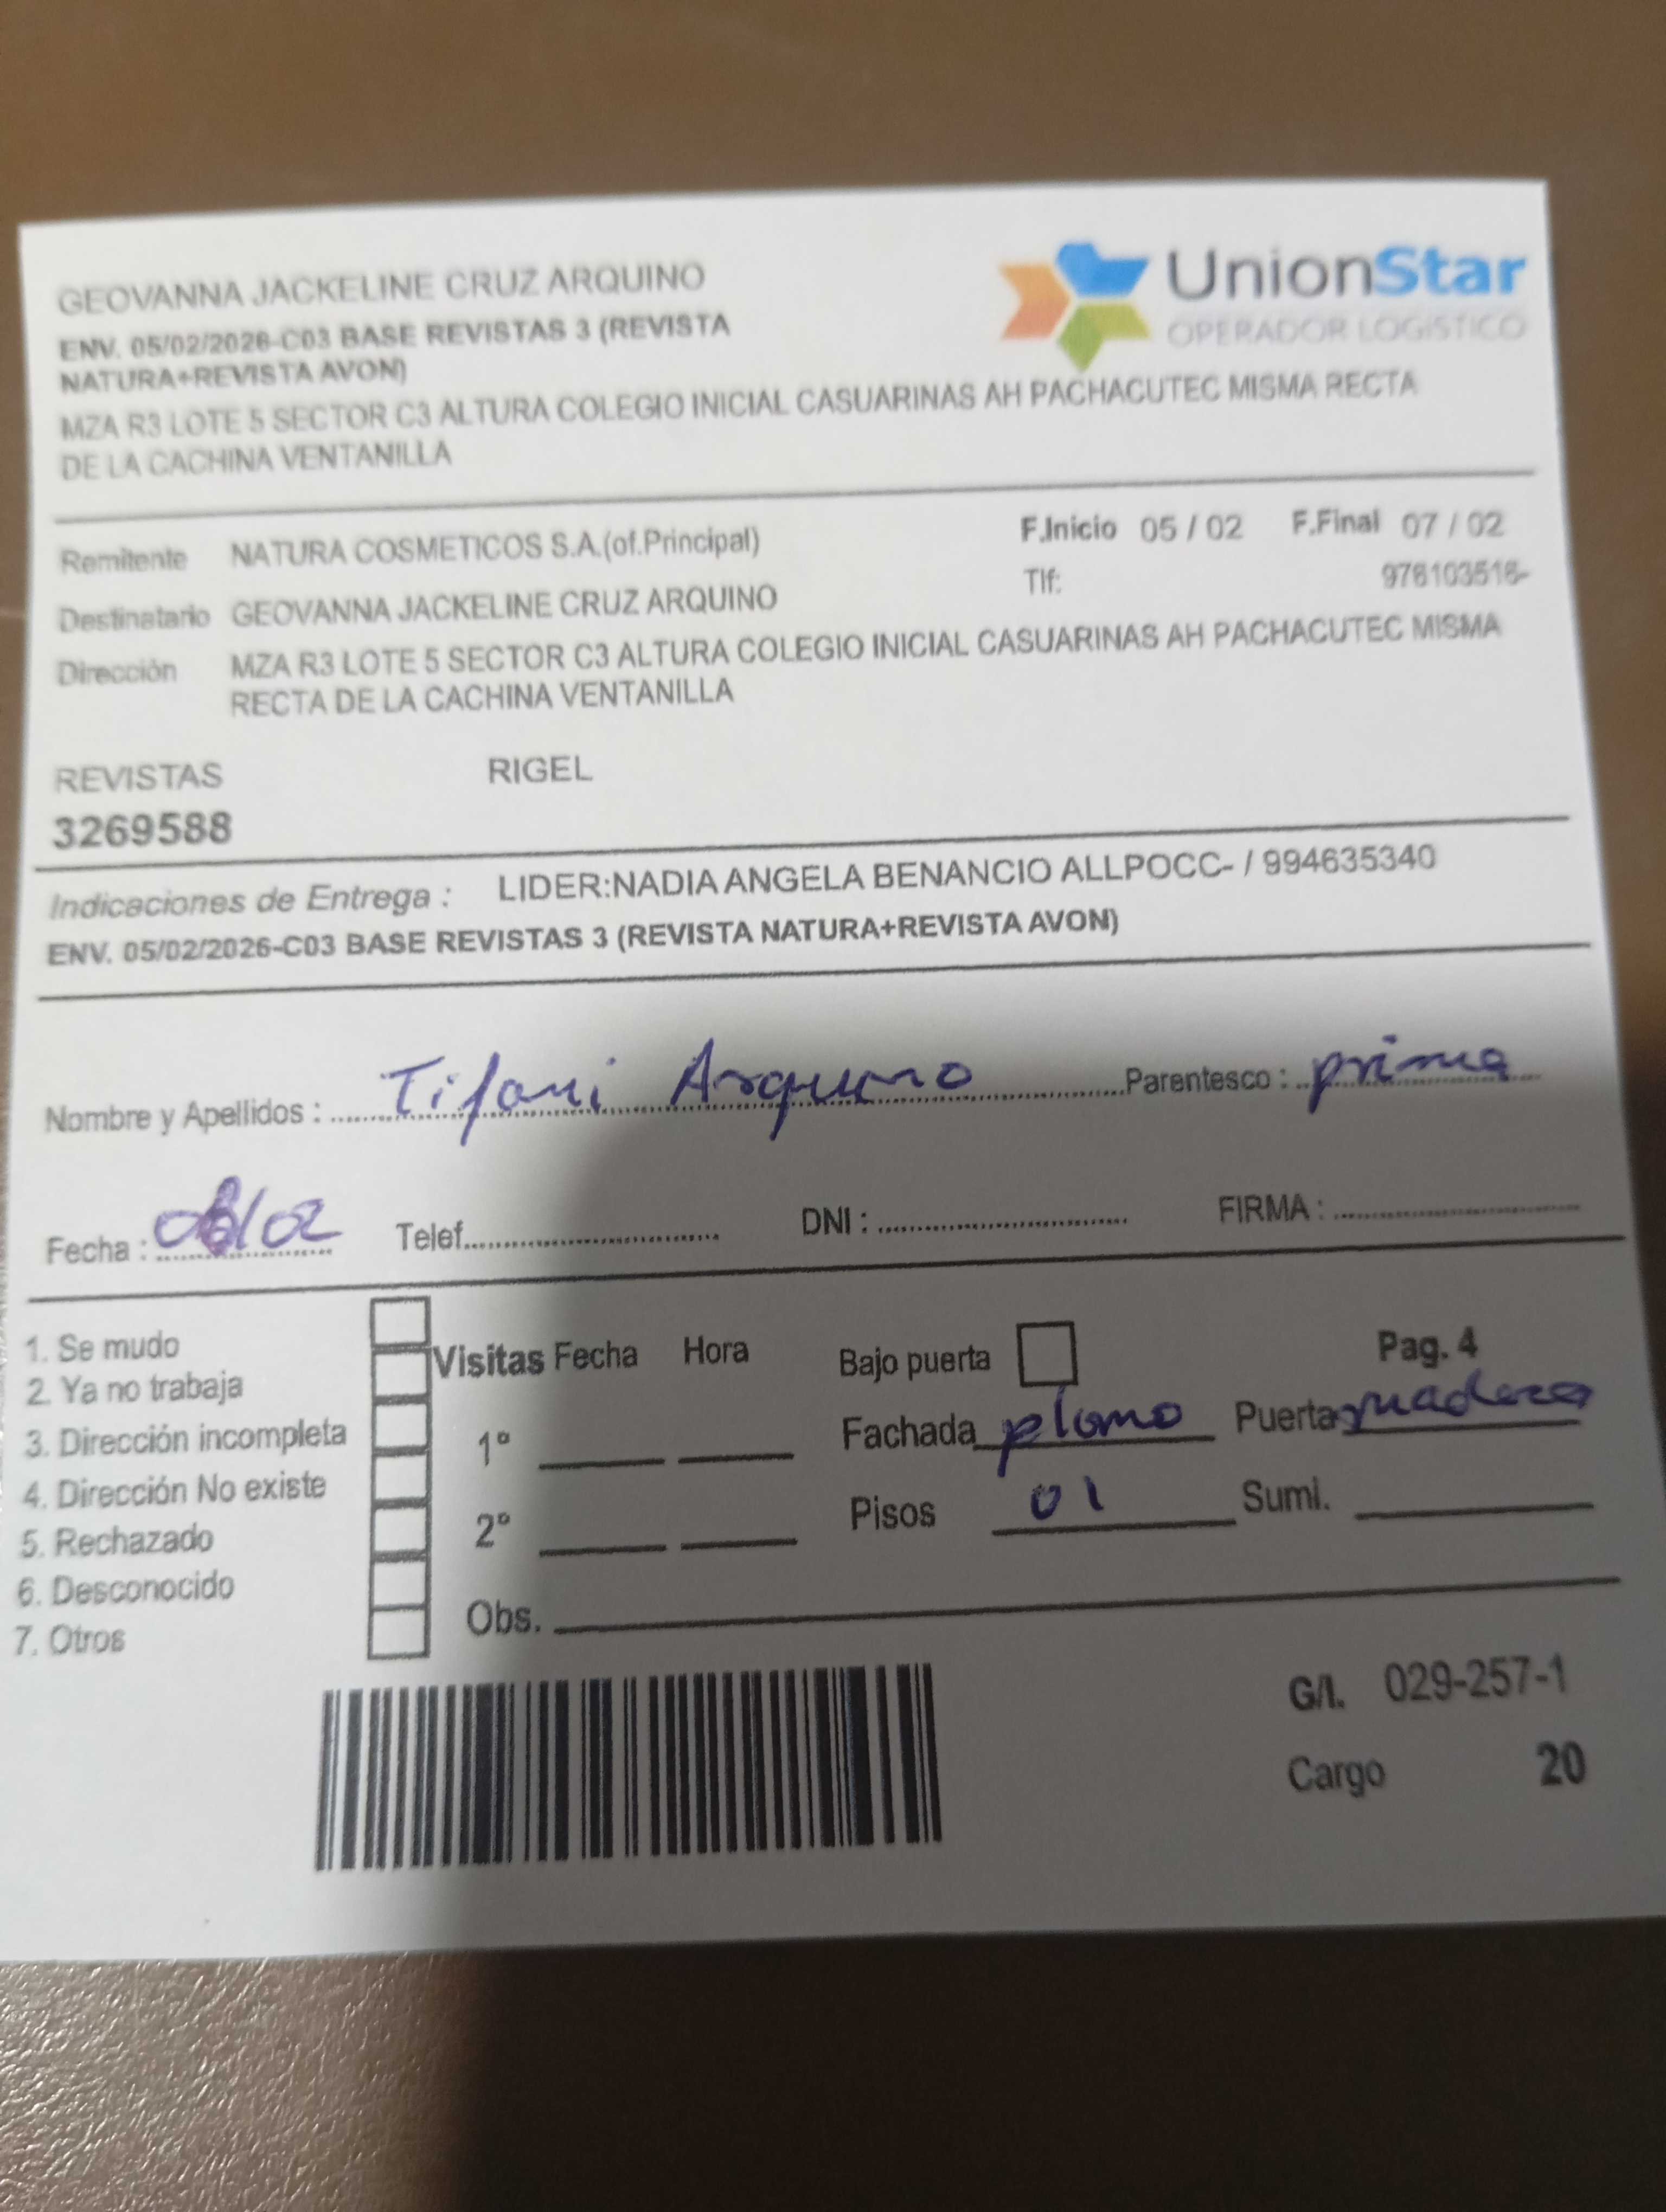 GEOVANNA JACKELINE CRUZ ARQUINO
UnionStar
OPERADOR LOGÍSTICO
ENV. 05/02/2026-C03 BASE REVISTAS 3 (REVISTA
NATURA+REVISTA AVON)
MZA R3 LOTE 5 SECTOR C3 ALTURA COLEGIO INICIAL CASUARINAS AH PACHACUTEC MISMA RECTA
DE LA CACHINA VENTANILLA
Remitente NATURA COSMETICOS S.A.(of.Principal) F.Inicio 05 / 02 F.Final 07 / 02
Destinatario GEOVANNA JACKELINE CRUZ ARQUINO Tlf: 978103516-
Dirección MZA R3 LOTE 5 SECTOR C3 ALTURA COLEGIO INICIAL CASUARINAS AH PACHACUTEC MISMA
RECTA DE LA CACHINA VENTANILLA
REVISTAS RIGEL
3269588
Indicaciones de Entrega : LIDER:NADIA ANGELA BENANCIO ALLPOCC- / 994635340
ENV. 05/02/2026-C03 BASE REVISTAS 3 (REVISTA NATURA+REVISTA AVON)
Nombre y Apellidos : Tifani Arquino Parentesco : prima
Fecha : /02 Telef. DNI : FIRMA :
1. Se mudo
2. Ya no trabaja
3. Dirección incompleta
4. Dirección No existe
5. Rechazado
6. Desconocido
7. Otros
Visitas Fecha Hora
1º
2º
Obs.
Bajo puerta Pag. 4
Fachada plomo Puerta madera
Pisos 01 Sumi.
G/I. 029-257-1
Cargo 20